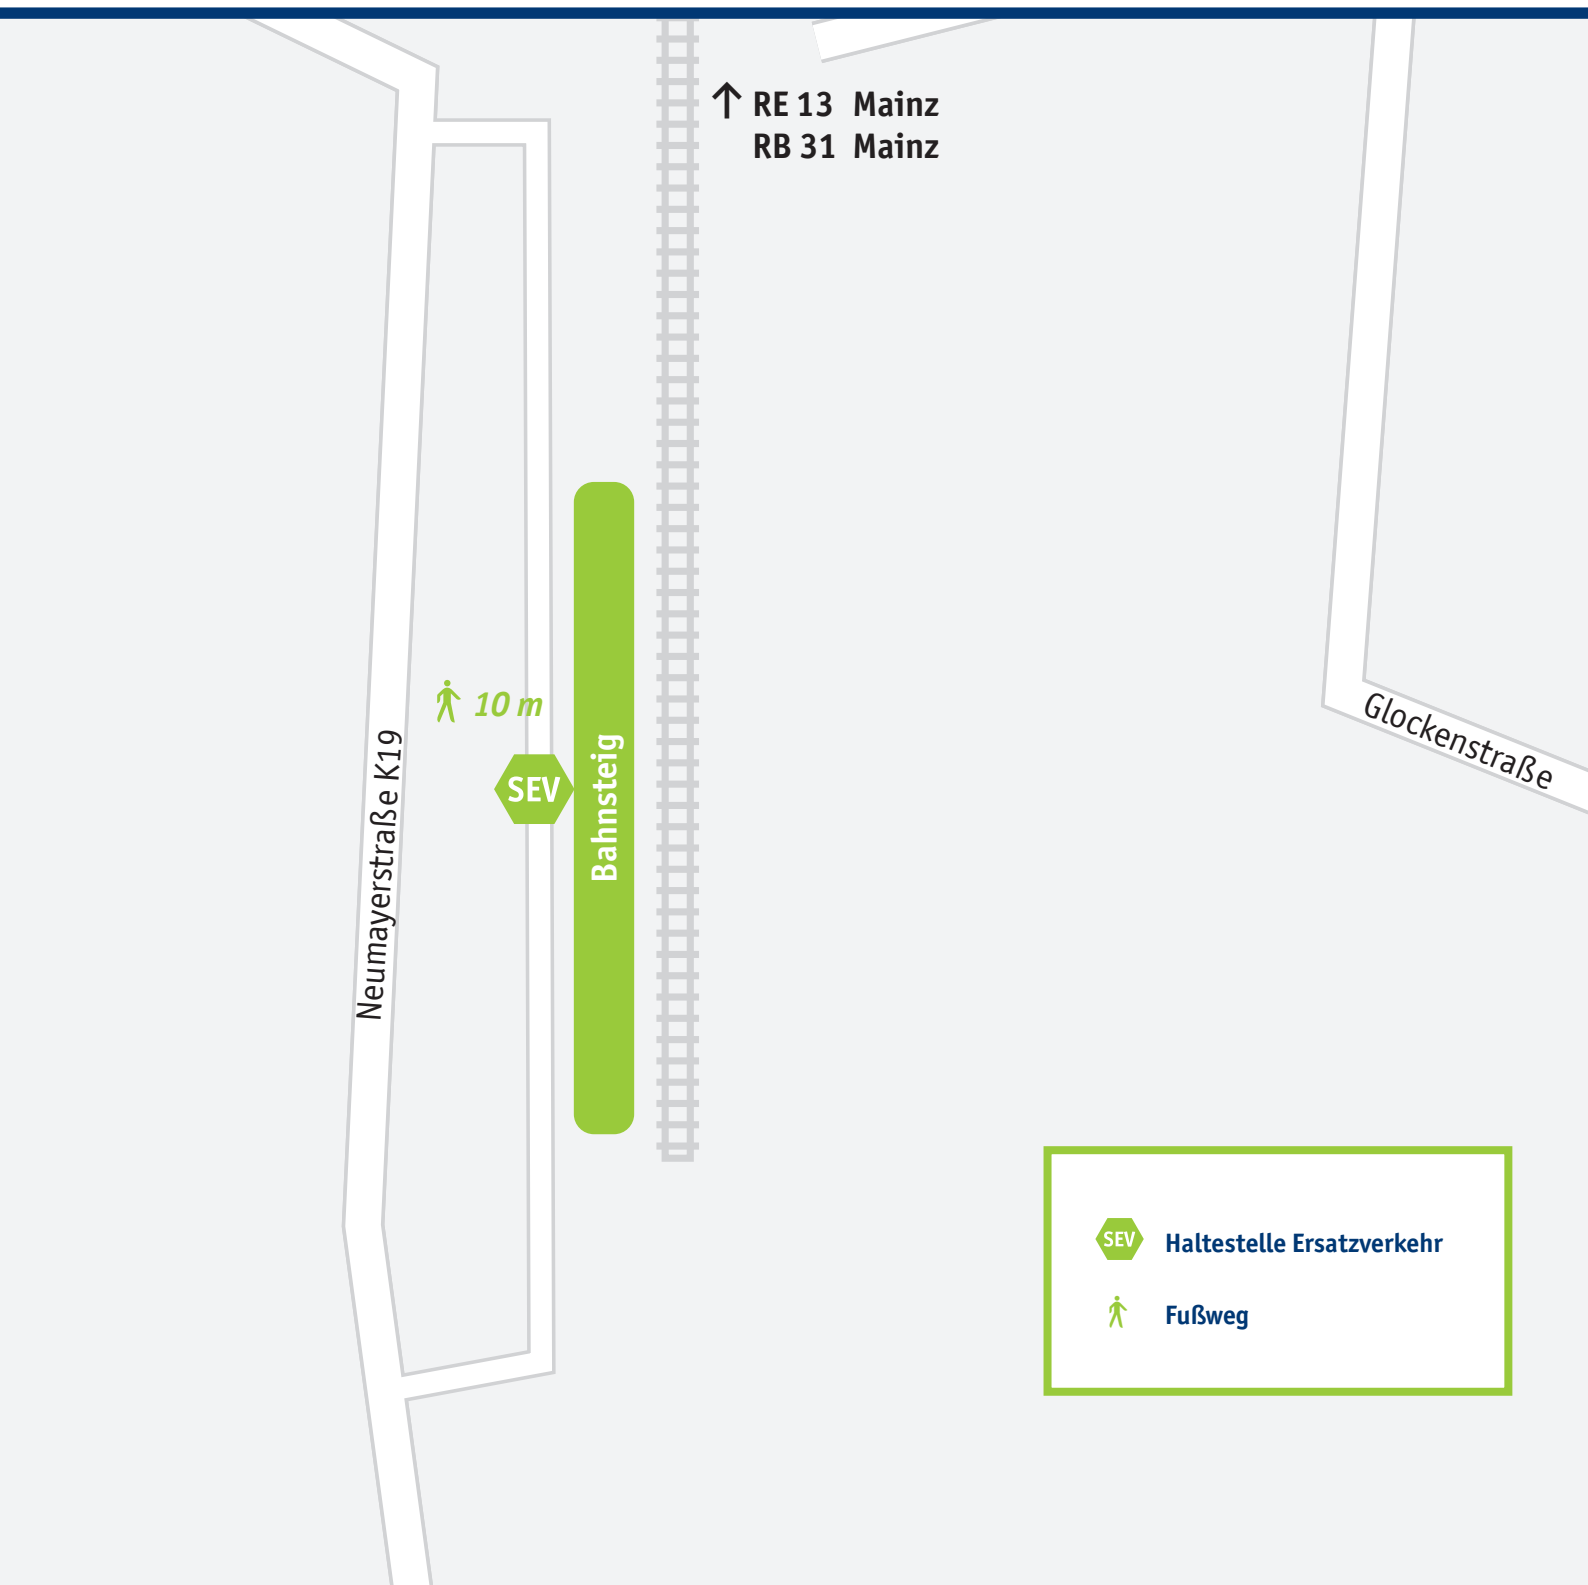 ↑ RE 13 Mainz
RB 31 Mainz
10 m
SEV
Bahnsteig
Neumayerstraße K19
Glockenstraße
SEV Haltestelle Ersatzverkehr
Fußweg